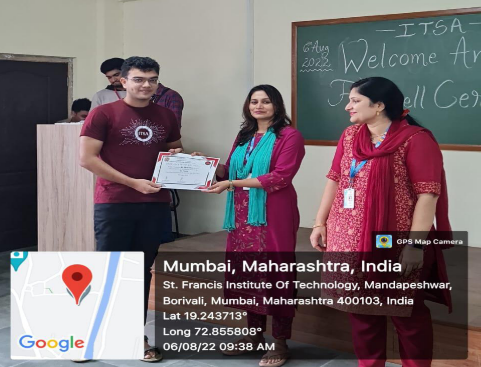 — ITSA —
6 Aug
2022
Welcome An
F ell Cer
ITSA
GPS Map Camera
Mumbai, Maharashtra, India
St. Francis Institute Of Technology, Mandapeshwar,
Borivali, Mumbai, Maharashtra 400103, India
Lat 19.243713°
Long 72.855808°
06/08/22 09:38 AM
Google